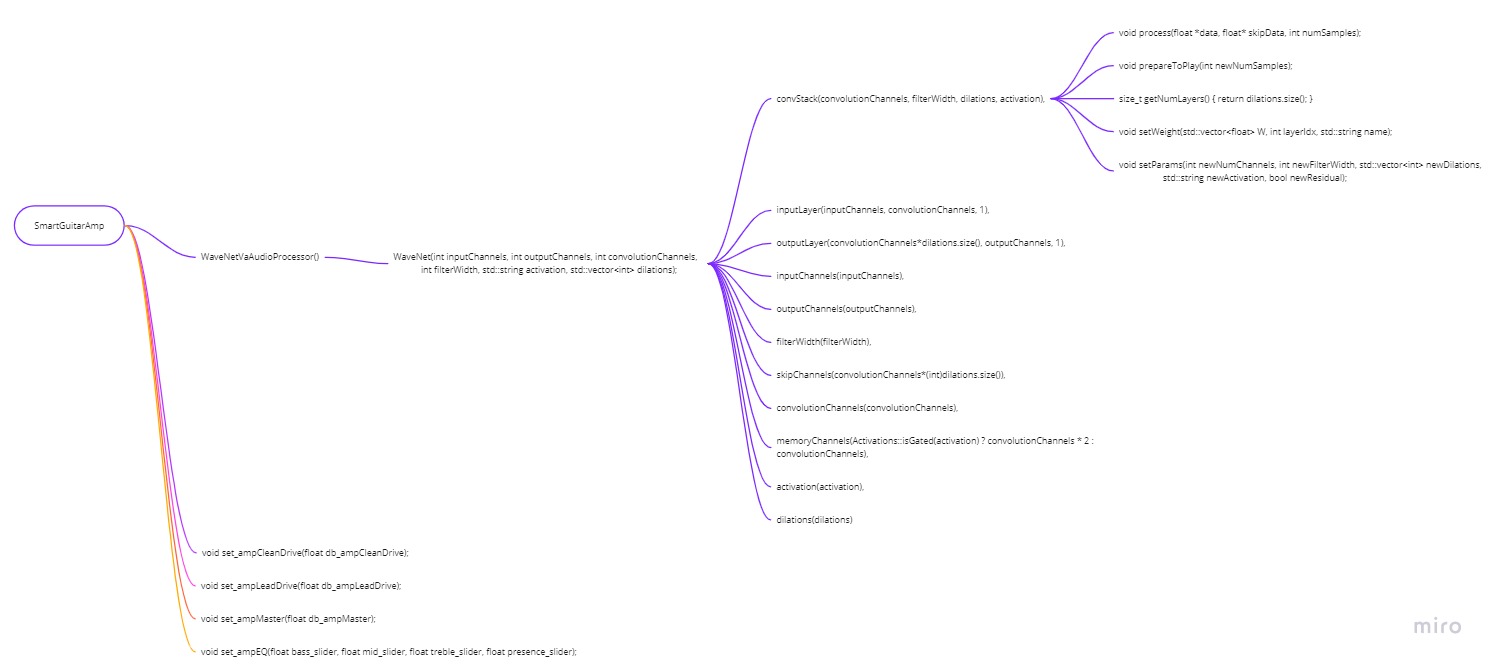 SmartGuitarAmp
WaveNetVaAudioProcessor()
WaveNet(int inputChannels, int outputChannels, int convolutionChannels,
int filterWidth, std::string activation, std::vector<int> dilations);
convStack(convolutionChannels, filterWidth, dilations, activation),
void process(float *data, float* skipData, int numSamples);
void prepareToPlay(int newNumSamples);
size_t getNumLayers() { return dilations.size(); }
void setWeight(std::vector<float> W, int layerIdx, std::string name);
void setParams(int newNumChannels, int newFilterWidth, std::vector<int> newDilations,
std::string newActivation, bool newResidual);
inputLayer(inputChannels, convolutionChannels, 1),
outputLayer(convolutionChannels*dilations.size(), outputChannels, 1),
inputChannels(inputChannels),
outputChannels(outputChannels),
filterWidth(filterWidth),
skipChannels(convolutionChannels*(int)dilations.size()),
convolutionChannels(convolutionChannels),
memoryChannels(Activations::isGated(activation) ? convolutionChannels * 2 :
convolutionChannels),
activation(activation),
dilations(dilations)
void set_ampCleanDrive(float db_ampCleanDrive);
void set_ampLeadDrive(float db_ampLeadDrive);
void set_ampMaster(float db_ampMaster);
void set_ampEQ(float bass_slider, float mid_slider, float treble_slider, float presence_slider);
miro